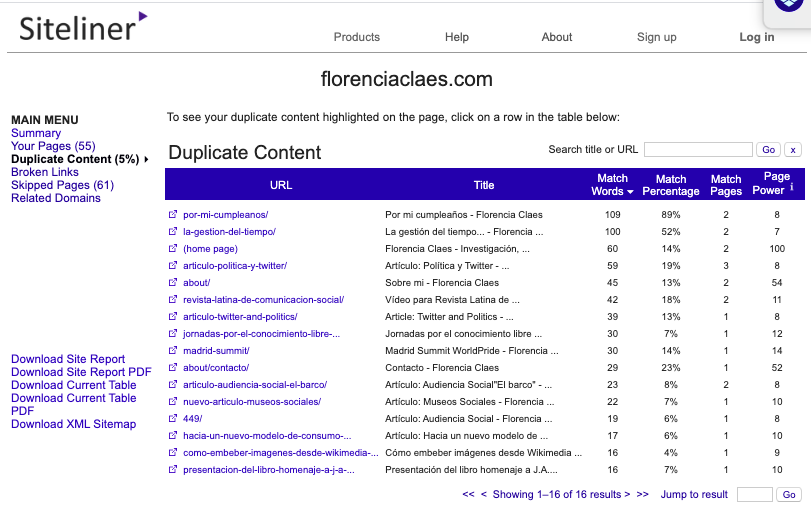 Siteliner
Products Help About Sign up Log in
florenciaclaes.com
MAIN MENU
Summary
Your Pages (55)
Duplicate Content (5%)
Broken Links
Skipped Pages (61)
Related Domains
Download Site Report
Download Site Report PDF
Download Current Table
Download Current Table
PDF
Download XML Sitemap
To see your duplicate content highlighted on the page, click on a row in the table below:
Duplicate Content
Search title or URL Go x
URL Title Match Words Match Percentage Match Pages Page Power i
por-mi-cumpleanos/ Por mi cumpleaños - Florencia Claes 109 89% 2 8
la-gestion-del-tiempo/ La gestión del tiempo... - Florencia ... 100 52% 2 7
(home page) Florencia Claes - Investigación, ... 60 14% 2 100
articulo-politica-y-twitter/ Artículo: Política y Twitter - ... 59 19% 3 8
about/ Sobre mi - Florencia Claes 45 13% 2 54
revista-latina-de-comunicacion-social/ Vídeo para Revista Latina de ... 42 18% 2 11
articulo-twitter-and-politics/ Article: Twitter and Politics - ... 39 13% 1 8
jornadas-por-el-conocimiento-libre-... Jornadas por el conocimiento libre ... 30 7% 1 12
madrid-summit/ Madrid Summit WorldPride - Florencia ... 30 14% 1 14
about/contacto/ Contacto - Florencia Claes 29 23% 1 52
articulo-audiencia-social-el-barco/ Artículo: Audiencia Social"El barco" - ... 23 8% 2 8
nuevo-articulo-museos-sociales/ Artículo: Museos Sociales - Florencia ... 22 7% 1 10
449/ Artículo: Audiencia Social - Florencia ... 19 6% 1 8
hacia-un-nuevo-modelo-de-consumo-... Artículo: Hacia un nuevo modelo de ... 17 6% 1 10
como-embeber-imagenes-desde-wikimedia-... Cómo embeber imágenes desde Wikimedia ... 16 4% 1 9
presentacion-del-libro-homenaje-a-j-a-... Presentación del libro homenaje a J.A.... 16 7% 1 10
<< < Showing 1–16 of 16 results > >> Jump to result Go